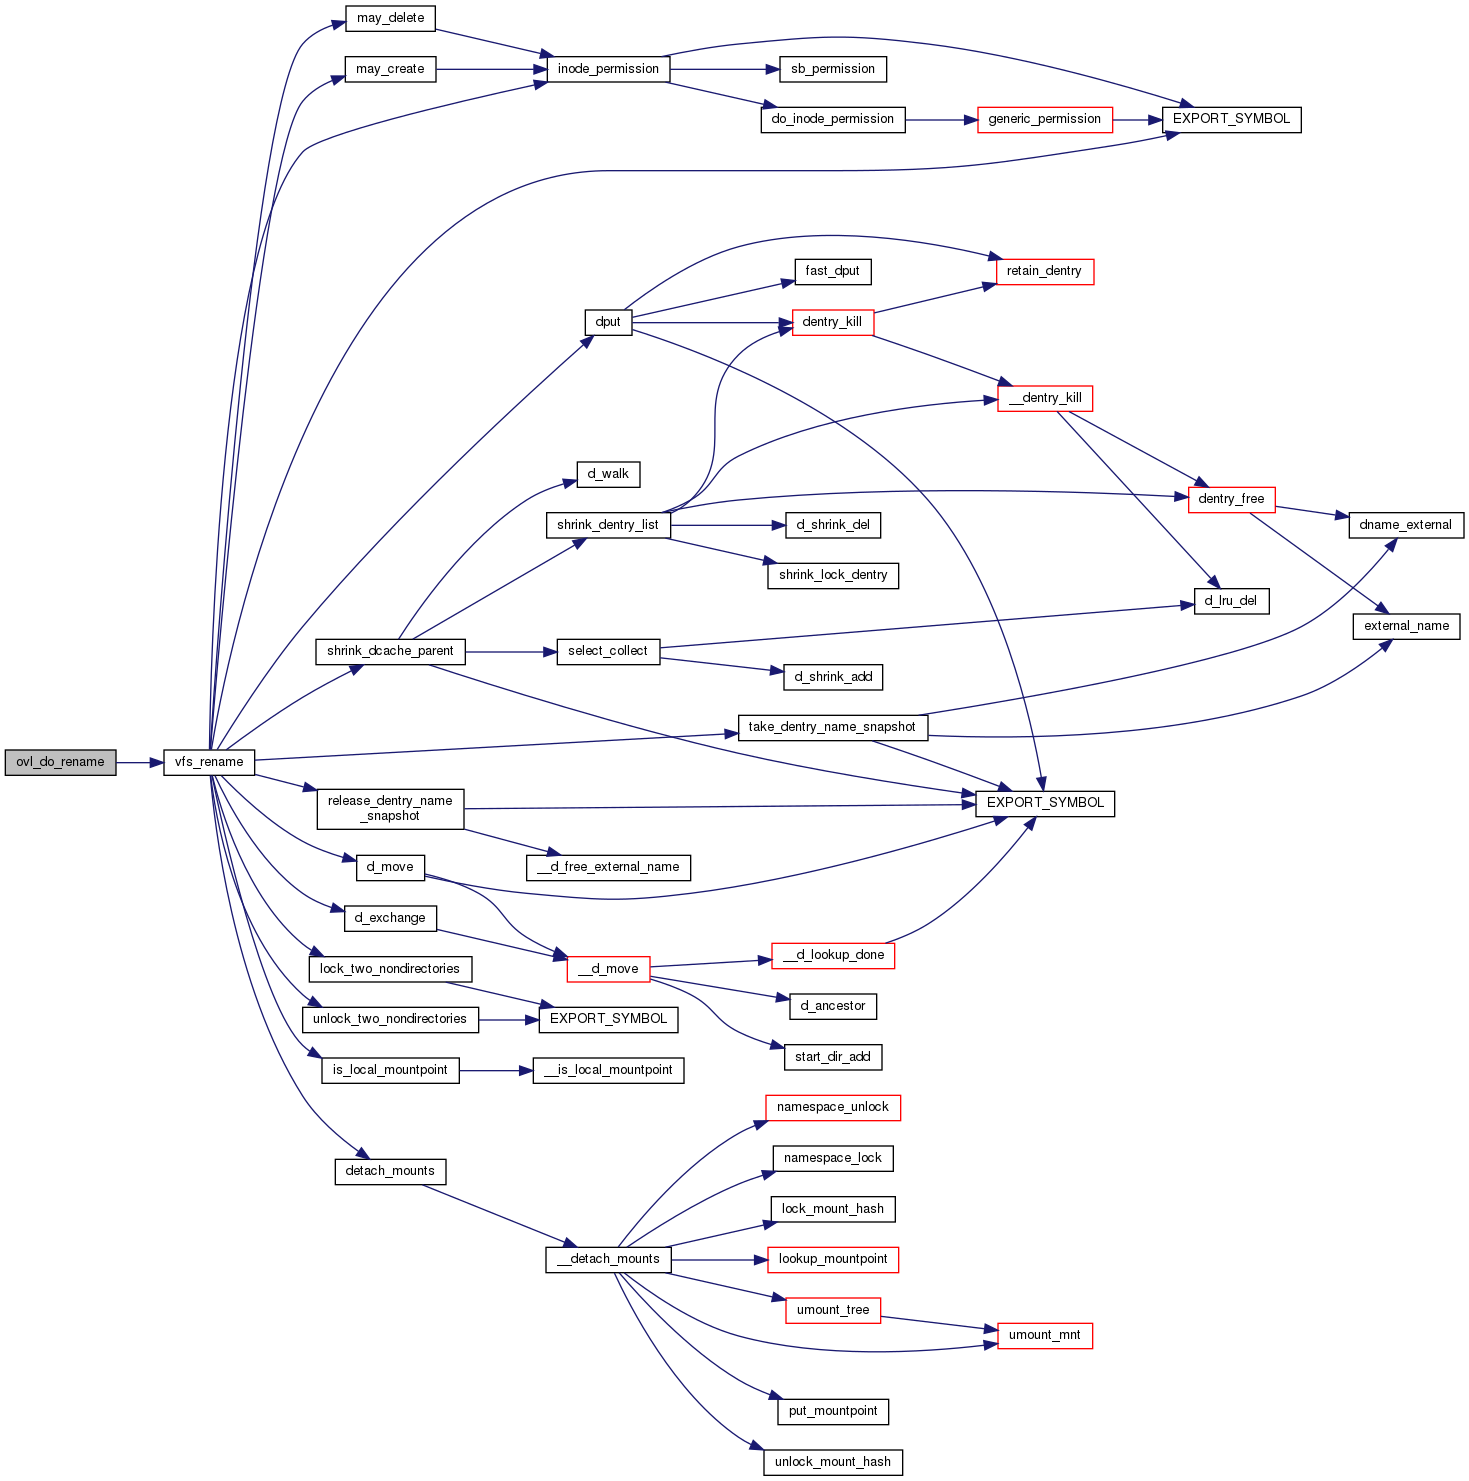 may_delete
may_create
inode_permission
sb_permission
do_inode_permission
generic_permission
EXPORT_SYMBOL
retain_dentry
fast_dput
dput
dentry_kill
__dentry_kill
d_walk
dentry_free
shrink_dentry_list
d_shrink_del
dname_external
shrink_lock_dentry
d_lru_del
external_name
shrink_dcache_parent
select_collect
d_shrink_add
take_dentry_name_snapshot
ovl_do_rename
vfs_rename
release_dentry_name
_snapshot
EXPORT_SYMBOL
d_move
__d_free_external_name
d_exchange
__d_lookup_done
lock_two_nondirectories
__d_move
d_ancestor
unlock_two_nondirectories
EXPORT_SYMBOL
start_dir_add
is_local_mountpoint
__is_local_mountpoint
namespace_unlock
namespace_lock
detach_mounts
lock_mount_hash
__detach_mounts
lookup_mountpoint
umount_tree
umount_mnt
put_mountpoint
unlock_mount_hash